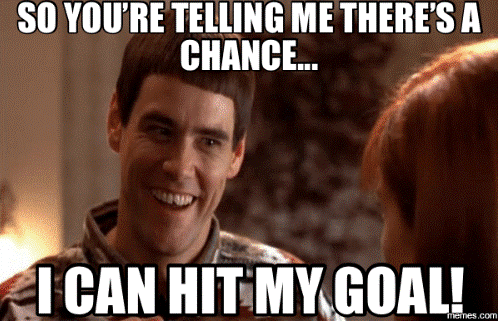 SO YOU'RE TELLING ME THERE'S A
CHANCE...
I CAN HIT MY GOAL!
memes.com